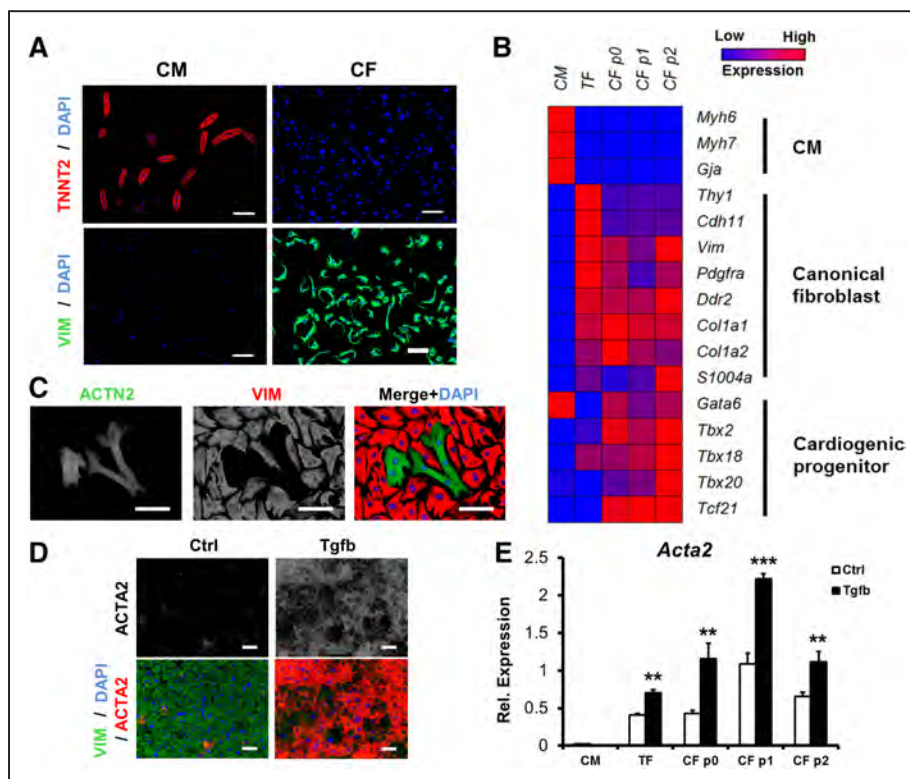 A
CM
CF
TNNT2 / DAPI
VIM / DAPI
B
Low
High
Expression
CM
TF
CF p0
CF p1
CF p2
Myh6
Myh7
Gja
CM
Thy1
Cdh11
Vim
Pdgfra
Ddr2
Col1a1
Col1a2
S1004a
Canonical
fibroblast
Gata6
Tbx2
Tbx18
Tbx20
Tcf21
Cardiogenic
progenitor
C
ACTN2
VIM
Merge+DAPI
D
Ctrl
Tgfb
ACTA2
VIM / DAPI
/ ACTA2
E
Acta2
Ctrl
Tgfb
Rel. Expression
2.5
2
1.5
1
0.5
0
**
**
***
**
CM
TF
CF p0
CF p1
CF p2